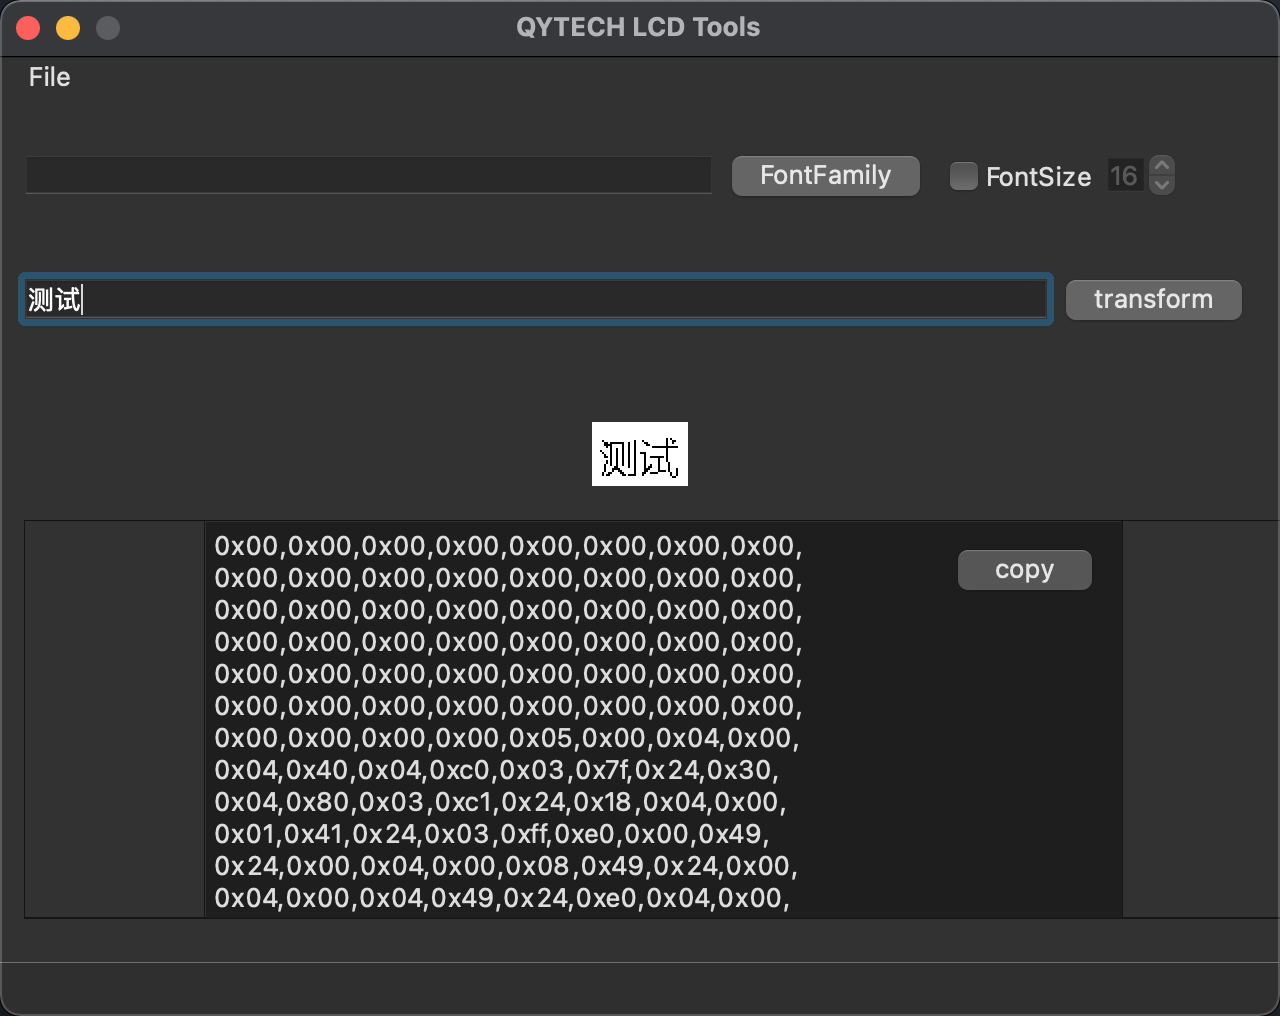 QYTECH LCD Tools
File
FontFamily
FontSize 16
测试
transform
测试
0x00,0x00,0x00,0x00,0x00,0x00,0x00,0x00,
0x00,0x00,0x00,0x00,0x00,0x00,0x00,0x00,
0x00,0x00,0x00,0x00,0x00,0x00,0x00,0x00,
0x00,0x00,0x00,0x00,0x00,0x00,0x00,0x00,
0x00,0x00,0x00,0x00,0x00,0x00,0x00,0x00,
0x00,0x00,0x00,0x00,0x00,0x00,0x00,0x00,
0x00,0x00,0x00,0x00,0x05,0x00,0x04,0x00,
0x04,0x40,0x04,0xc0,0x03,0x7f,0x24,0x30,
0x04,0x80,0x03,0xc1,0x24,0x18,0x04,0x00,
0x01,0x41,0x24,0x03,0xff,0xe0,0x00,0x49,
0x24,0x00,0x04,0x00,0x08,0x49,0x24,0x00,
0x04,0x00,0x04,0x49,0x24,0xe0,0x04,0x00,
copy